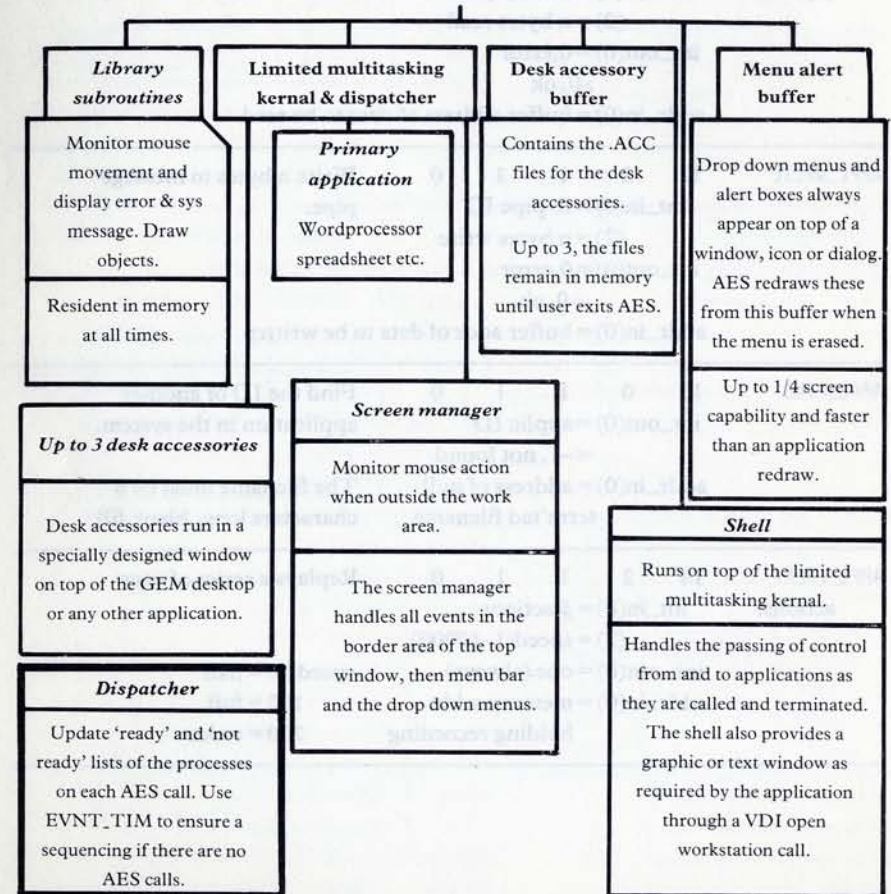 Library
subroutines
Monitor mouse
movement and
display error & sys
message. Draw
objects.
Resident in memory
at all times.
Limited multitasking
kernal & dispatcher
Primary
application
Wordprocessor
spreadsheet etc.
Desk accessory
buffer
Contains the .ACC
files for the desk
accessories.
Up to 3, the files
remain in memory
until user exits AES.
Menu alert
buffer
Drop down menus and
alert boxes always
appear on top of a
window, icon or dialog.
AES redraws these
from this buffer when
the menu is erased.
Up to 1/4 screen
capability and faster
than an application
redraw.
Up to 3 desk accessories
Desk accessories run in a
specially designed window
on top of the GEM desktop
or any other application.
Screen manager
Monitor mouse action
when outside the work
area.
The screen manager
handles all events in the
border area of the top
window, then menu bar
and the drop down menus.
Shell
Runs on top of the limited
multitasking kernal.
Handles the passing of control
from and to applications as
they are called and terminated.
The shell also provides a
graphic or text window as
required by the application
through a VDI open
workstation call.
Dispatcher
Update 'ready' and 'not
ready' lists of the processes
on each AES call. Use
EVNT_TIM to ensure a
sequencing if there are no
AES calls.